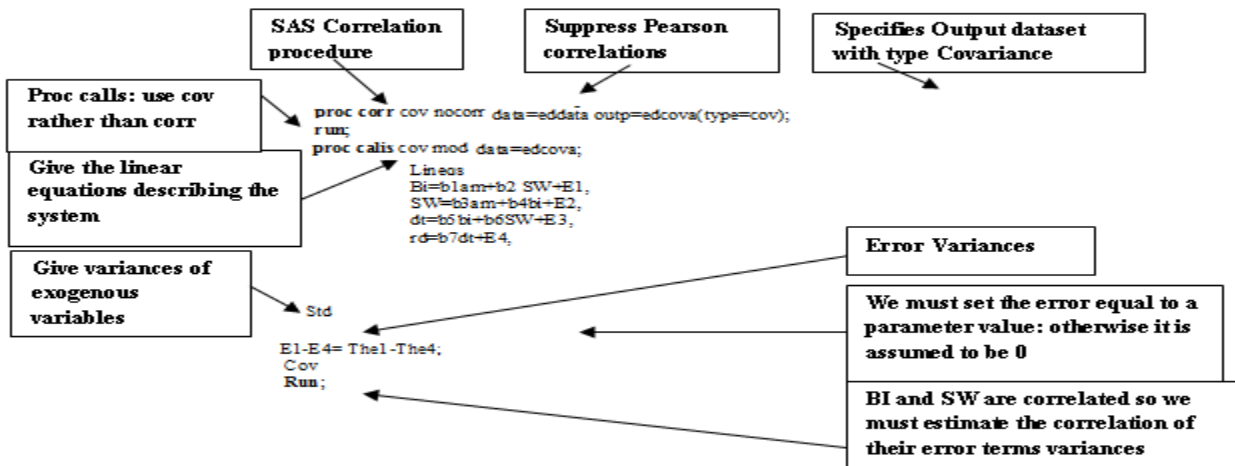 SAS Correlation
procedure
Suppress Pearson
correlations
Specifies Output dataset
with type Covariance
Proc calls: use cov
rather than corr
proc corr cov nocorr data=eddata outp=edcova(type=cov);
run;
proc calis cov mod data=edcova;
Give the linear
equations describing the
system
Lineqs
Bi=b1am+b2 SW+E1,
SW=b3am+b4bi+E2,
dt=b5bi+b6SW+E3,
rd=b7dt+E4,
Error Variances
Give variances of
exogenous
variables
Std
We must set the error equal to a
parameter value: otherwise it is
assumed to be 0
E1-E4= The1-The4;
Cov
Run;
BI and SW are correlated so we
must estimate the correlation of
their error terms variances